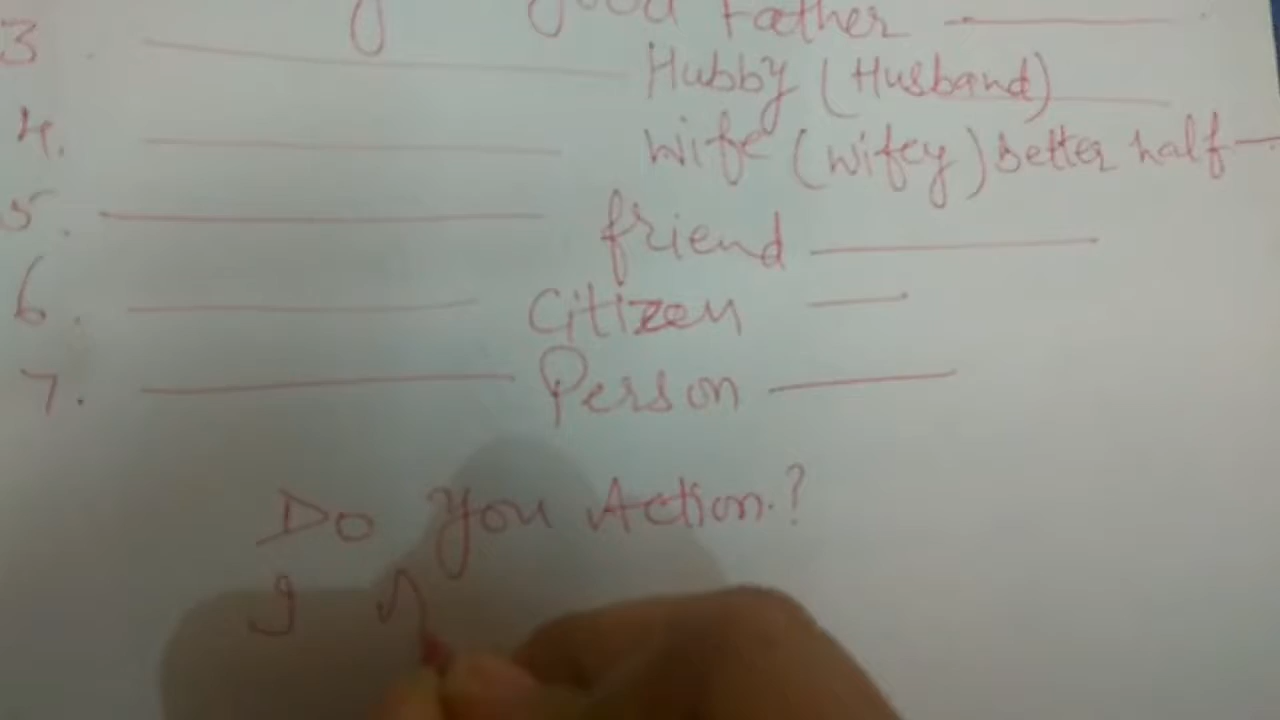 good Father
3. Hubby (Husband)
4. Wife (Wifey) better half
5. friend
6. Citizen
7. Person
Do You Action.?
I